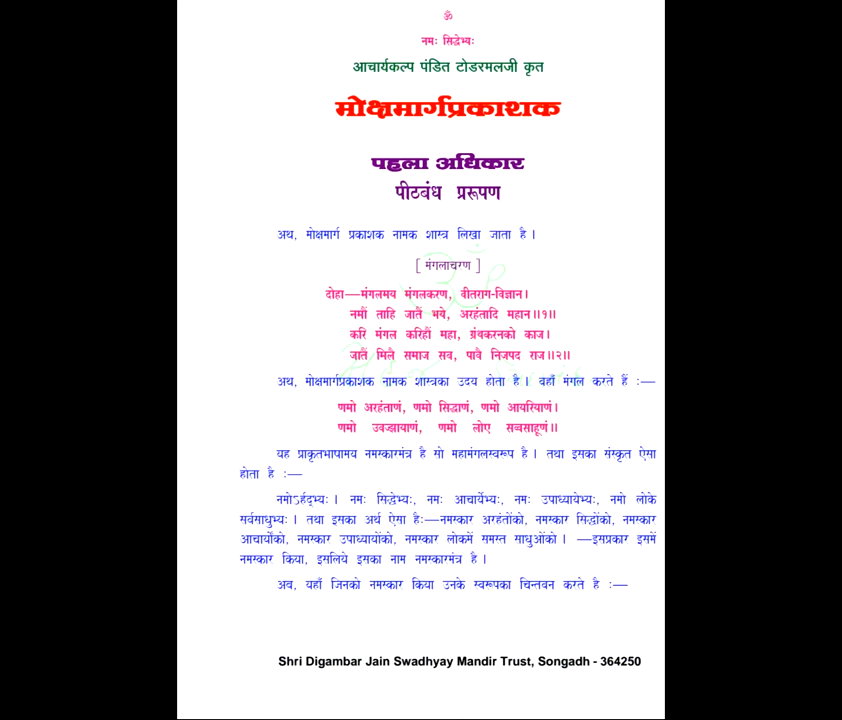 ॐ
नमः सिद्धेभ्यः
आचार्यकल्प पंडित टोडरमलजी कृत
मोक्षमार्गप्रकाशक
पहला अधिकार
पीठबंध प्ररूपण
अथ, मोक्षमार्ग प्रकाशक नामक शास्त्र लिखा जाता है ।
[ मंगलाचरण ]
दोहा—मंगलमय मंगलकरण, वीतराग-विज्ञान।
नमौं ताहि जातैं भये, अरहंतादि महान॥१॥
करि मंगल करिहौं महा, ग्रंथकरनको काज।
जातैं मिलै समाज सब, पावै निजपद राज॥२॥
अथ, मोक्षमार्गप्रकाशक नामक शास्त्रका उदय होता है। वहाँ मंगल करते हैं :—
णमो अरहंताणं, णमो सिद्धाणं, णमो आयरियाणं।
णमो उवज्झायाणं, णमो लोए सव्वसाहूणं॥
यह प्राकृतभाषामय नमस्कारमंत्र है सो महामंगलस्वरूप है। तथा इसका संस्कृत ऐसा
होता है :—
नमोऽर्हद्भ्यः। नमः सिद्धेभ्यः, नमः आचार्येभ्यः, नमः उपाध्यायेभ्यः, नमो लोके
सर्वसाधुभ्यः। तथा इसका अर्थ ऐसा है:—नमस्कार अरहंतोंको, नमस्कार सिद्धोंको, नमस्कार
आचार्योंको, नमस्कार उपाध्यायोंको, नमस्कार लोकमें समस्त साधुओंको। —इसप्रकार इसमें
नमस्कार किया, इसलिये इसका नाम नमस्कारमंत्र है।
अब, यहाँ जिनको नमस्कार किया उनके स्वरूपका चिन्तवन करते है :—
Shri Digambar Jain Swadhyay Mandir Trust, Songadh - 364250